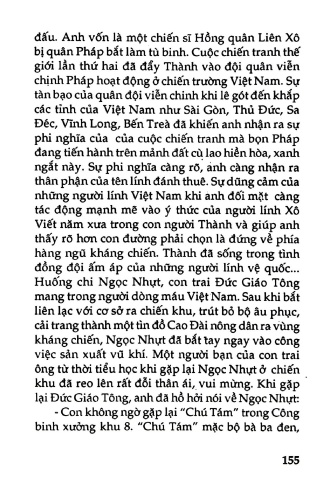 đấu. Anh vốn là một chiến sĩ Hồng quân Liên Xô
bị quân Pháp bắt làm tù binh. Cuộc chiến tranh thế
giới lần thứ hai đã đẩy Thành vào đội quân viễn
chịnh Pháp hoạt động ở chiến trường Việt Nam. Sự
tàn bạo của quân đội viễn chinh khi lê gót đến khắp
các tỉnh của Việt Nam như Sài Gòn, Thủ Đức, Sa
Đéc, Vĩnh Long, Bến Treà đã khiến anh nhận ra sự
phi nghĩa của của cuộc chiến tranh mà bọn Pháp
đang tiến hành trên mảnh đất cù lao hiền hòa, xanh
ngắt này. Sự phi nghĩa càng rõ, anh càng nhận ra
thân phận của tên lính đánh thuê. Sự dũng cảm của
những người lính Việt Nam khi anh đối mặt càng
tác động mạnh mẽ vào ý thức của người lính Xô
Viết năm xưa trong con người Thành và giúp anh
thấy rõ hơn con đường phải chọn là đứng về phía
hàng ngũ kháng chiến. Thành đã sống trong tình
đồng đội ấm áp của những người lính vệ quốc...
Huống chi Ngọc Nhựt, con trai Đức Giáo Tông
mang trong người dòng máu Việt Nam. Sau khi bắt
liên lạc với cơ sở ra chiến khu, trút bỏ bộ âu phục,
cải trang thành một tín đồ Cao Đài nông dân ra vùng
kháng chiến, Ngọc Nhựt đã bắt tay ngay vào công
việc sản xuất vũ khí. Một người bạn của con trai
ông từ thời tiểu học khi gặp lại Ngọc Nhựt ở chiến
khu đã reo lên rất đỗi thân ái, vui mừng. Khi gặp
lại Đức Giáo Tông, anh đã hồ hởi nói về Ngọc Nhựt:
- Con không ngờ gặp lại “Chú Tám” trong Công
binh xưởng khu 8. “Chú Tám” mặc bộ bà ba đen,
155